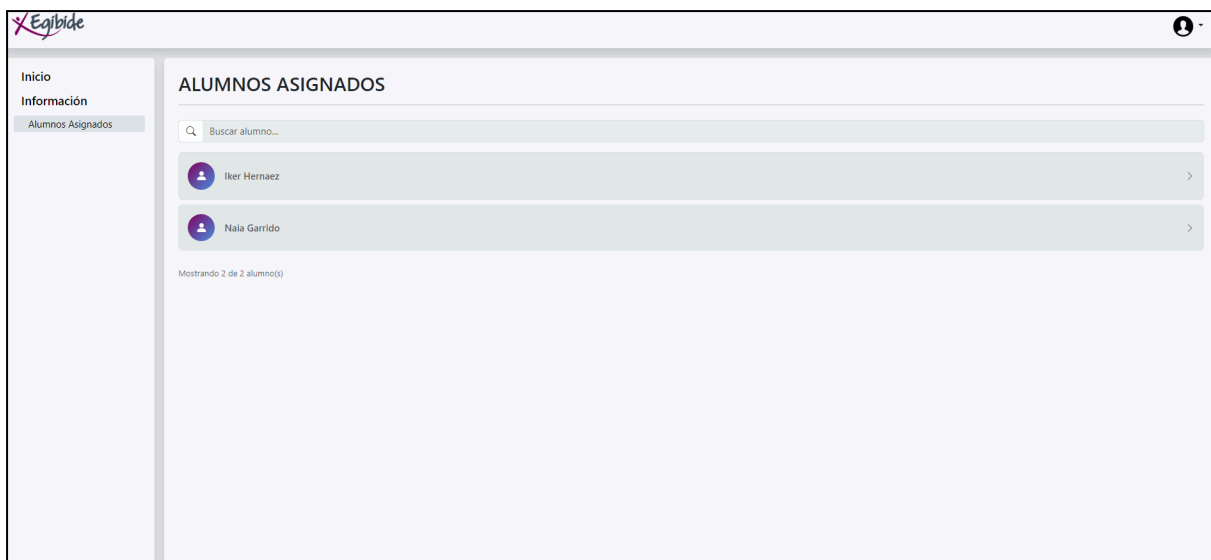 Egibide
Inicio
Información
Alumnos Asignados
ALUMNOS ASIGNADOS
Buscar alumno...
Iker Hernaez
Naia Garrido
Mostrando 2 de 2 alumno(s)